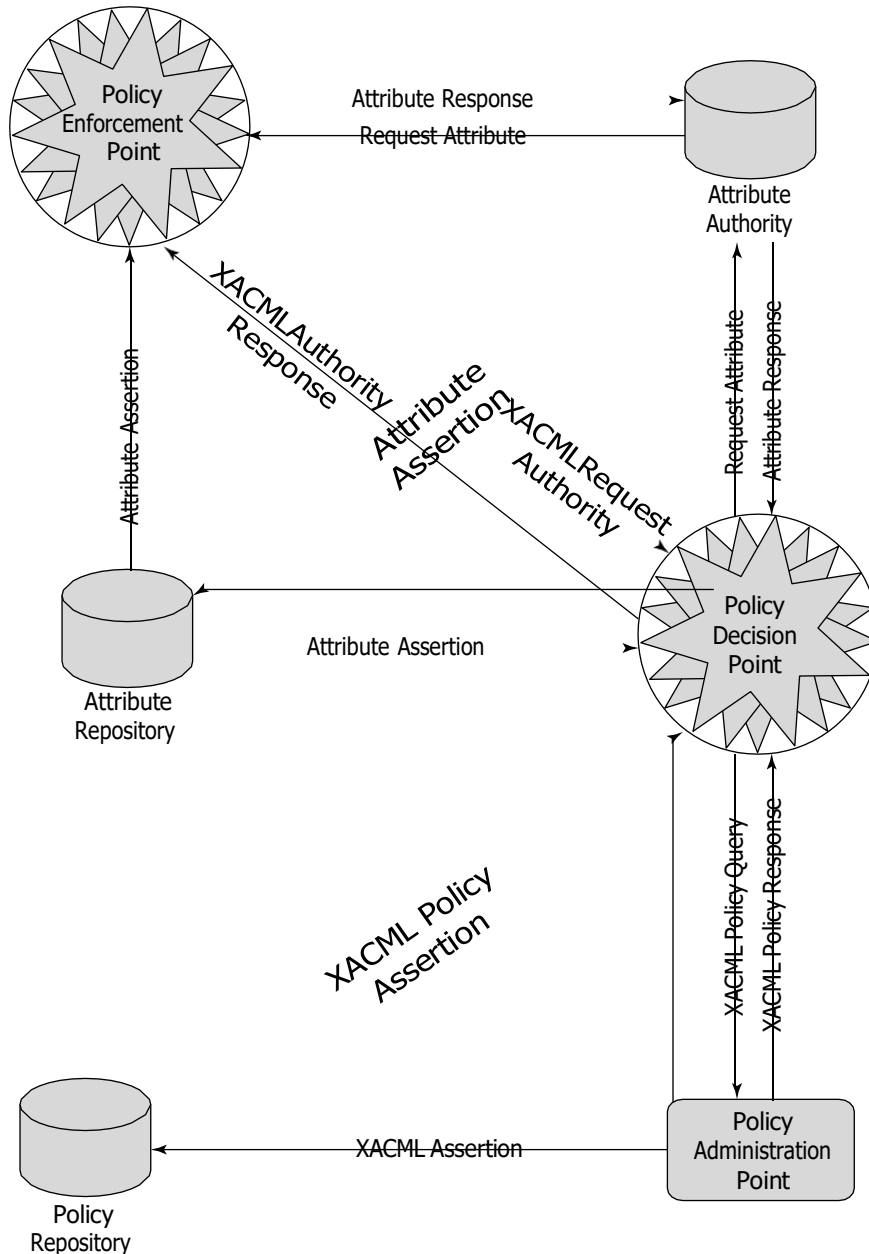 Policy
Enforcement
Point
Attribute Response
Request Attribute
Attribute
Authority
XACMLAuthority
Response
Attribute
Assertion
XACMLRequest
Authority
Request Attribute
Attribute Response
Attribute Assertion
Policy
Decision
Point
Attribute Assertion
Attribute
Repository
XACML Policy Query
XACML Policy Response
XACML Policy
Assertion
XACML Assertion
Policy
Administration
Point
Policy
Repository